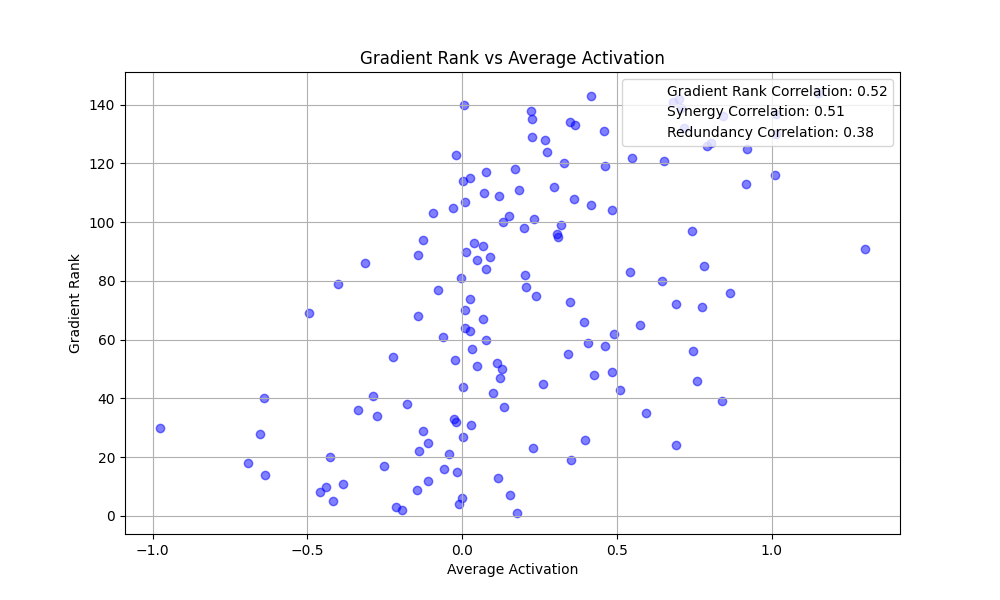 Gradient Rank vs Average Activation
Gradient Rank Correlation: 0.52
Synergy Correlation: 0.51
Redundancy Correlation: 0.38
Gradient Rank
140
120
100
80
60
40
20
0
−1.0
−0.5
0.0
0.5
1.0
Average Activation